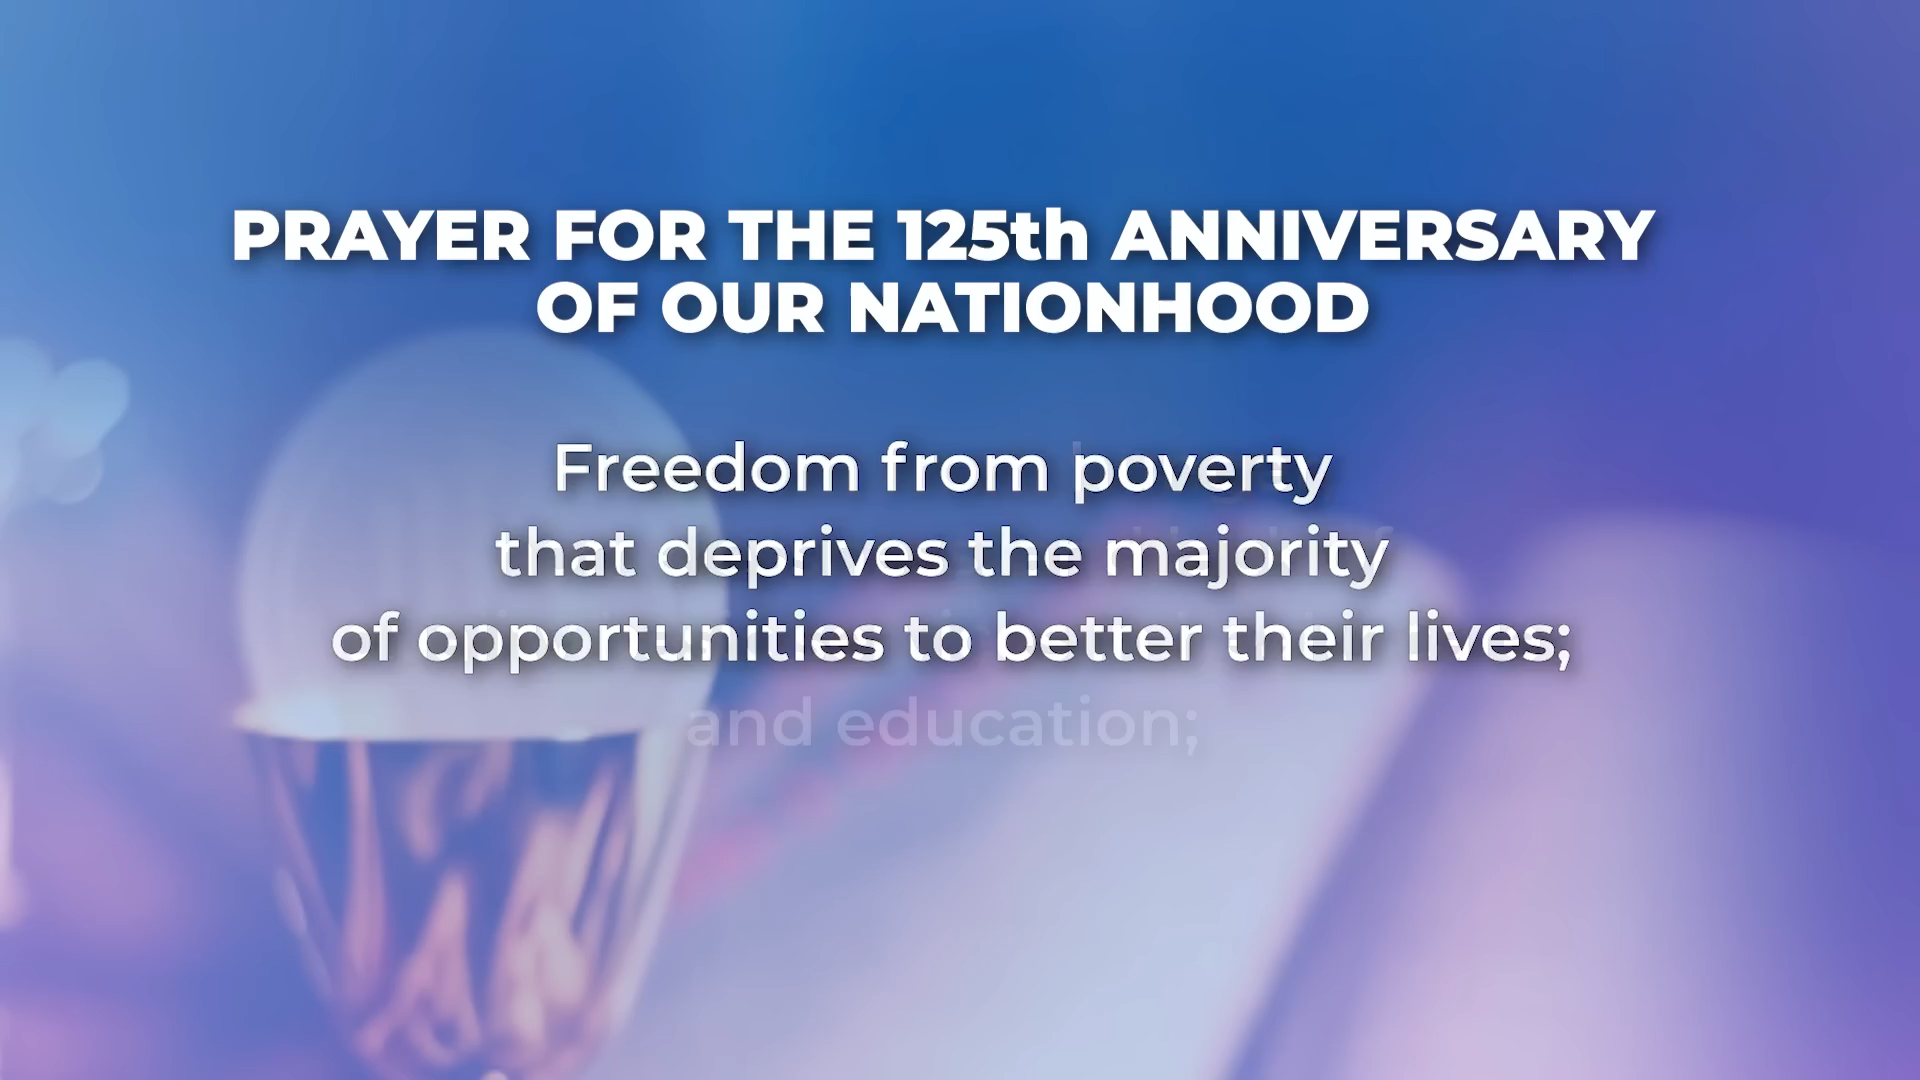 PRAYER FOR THE 125th ANNIVERSARY
OF OUR NATIONHOOD
Freedom from poverty
that deprives the majority
of opportunities to better their lives;
and education;